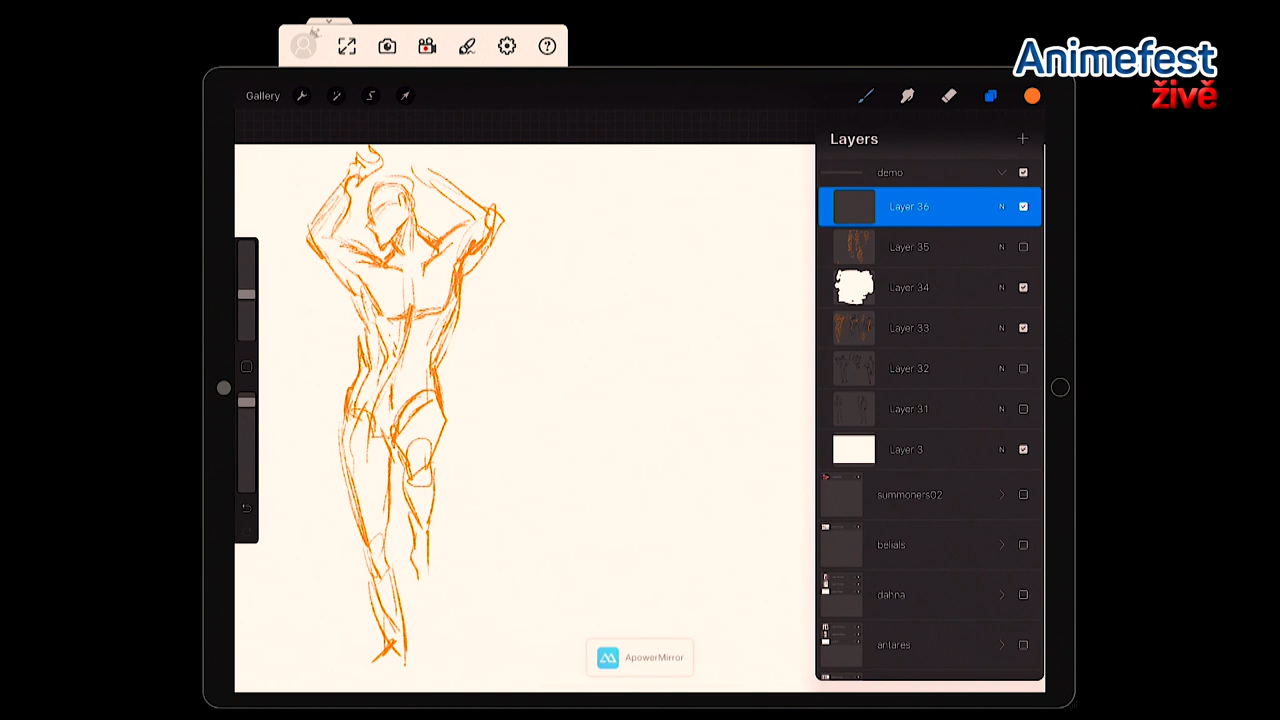 Animefest
živě
Gallery
Layers
demo
Layer 36 N
Layer 35 N
Layer 34 N
Layer 33 N
Layer 32 N
Layer 31 N
Layer 3 N
summoners02
belials
dahna
antares
ApowerMirror